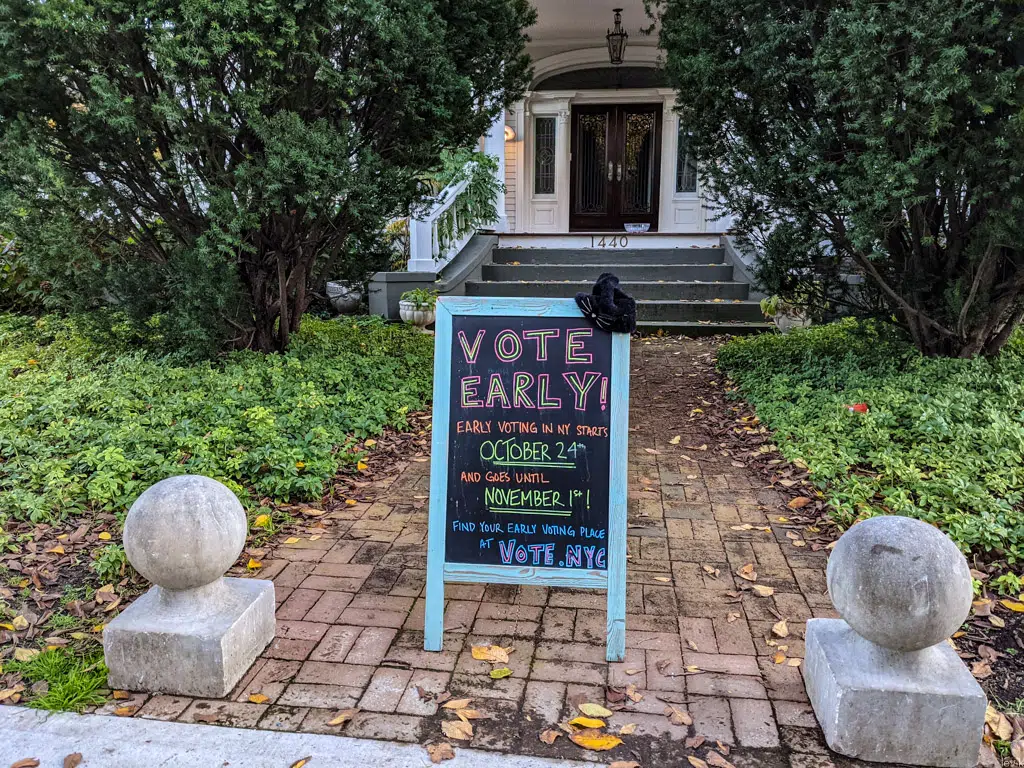 1440
VOTE
EARLY!
EARLY VOTING IN NY STARTS
OCTOBER 24th
AND GOES UNTIL
NOVEMBER 1st!
FIND YOUR EARLY VOTING PLACE
AT VOTE.NYC